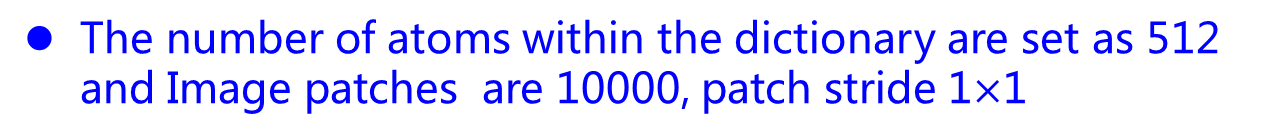 ● The number of atoms within the dictionary are set as 512
and Image patches  are 10000, patch stride 1×1